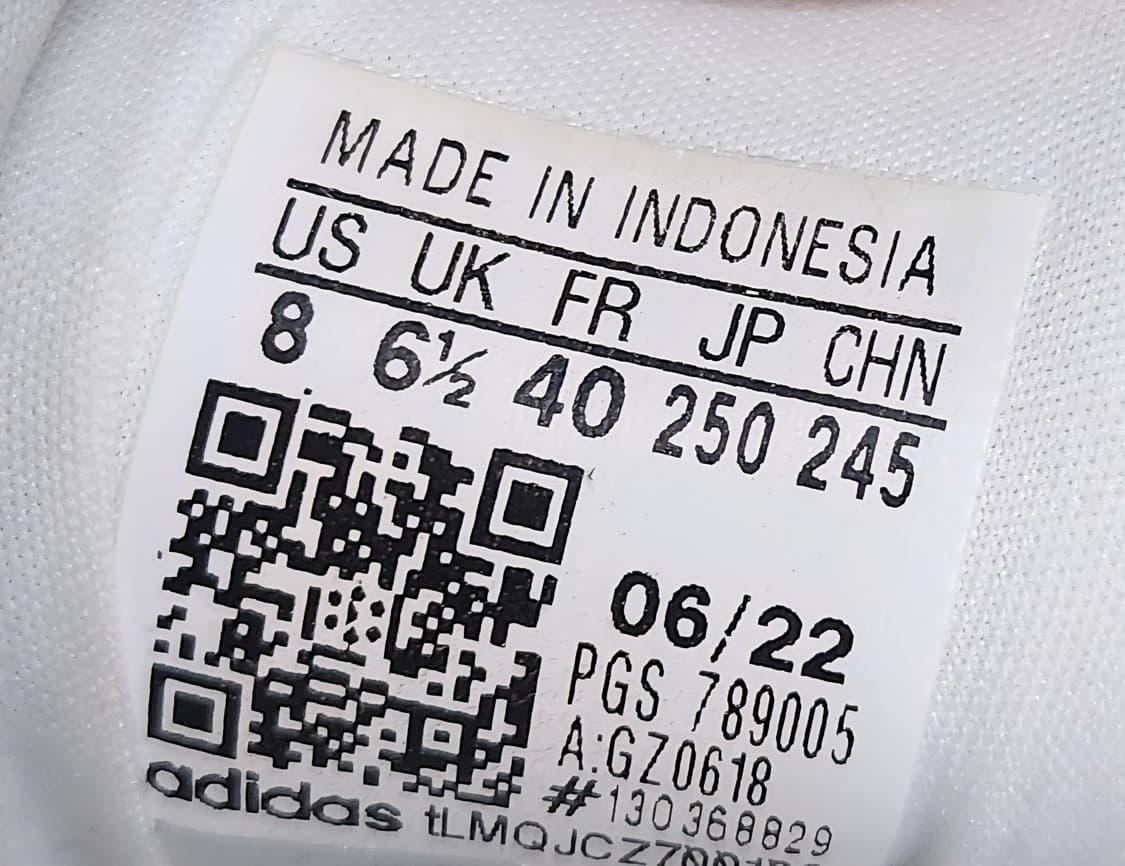 MADE IN INDONESIA
US UK FR JP CHN
8 6½ 40 250 245
06/22
PGS 789005
A:GZ0618
#130368829
adidas